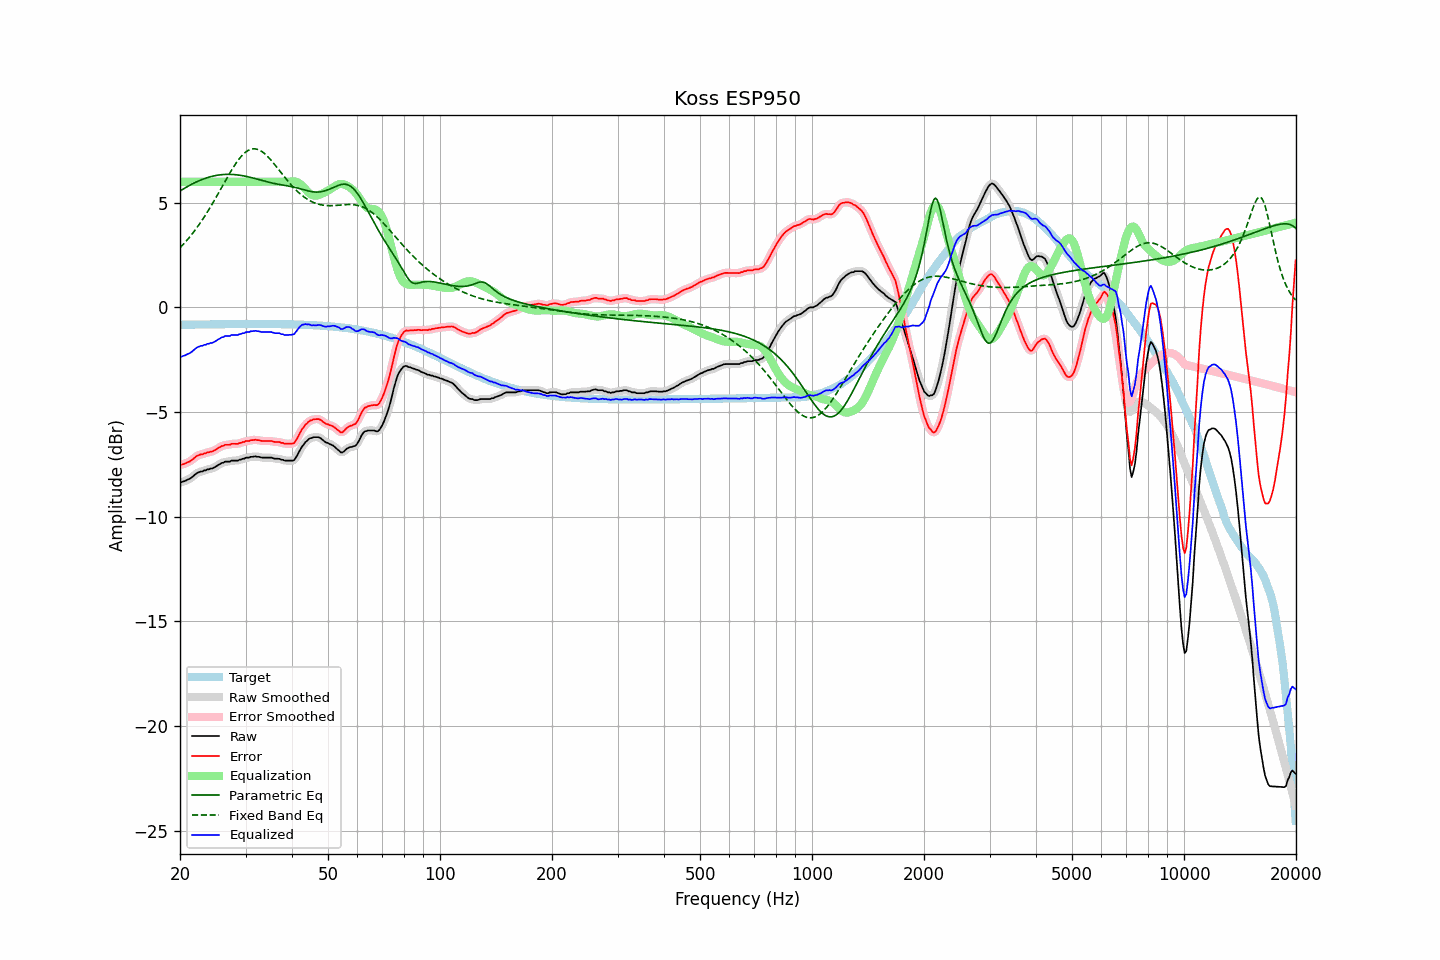 Koss ESP950
Amplitude (dBr)
5
0
−5
−10
−15
−20
−25
Target
Raw Smoothed
Error Smoothed
Raw
Error
Equalization
Parametric Eq
Fixed Band Eq
Equalized
20 50 100 200 500 1000 2000 5000 10000 20000
Frequency (Hz)